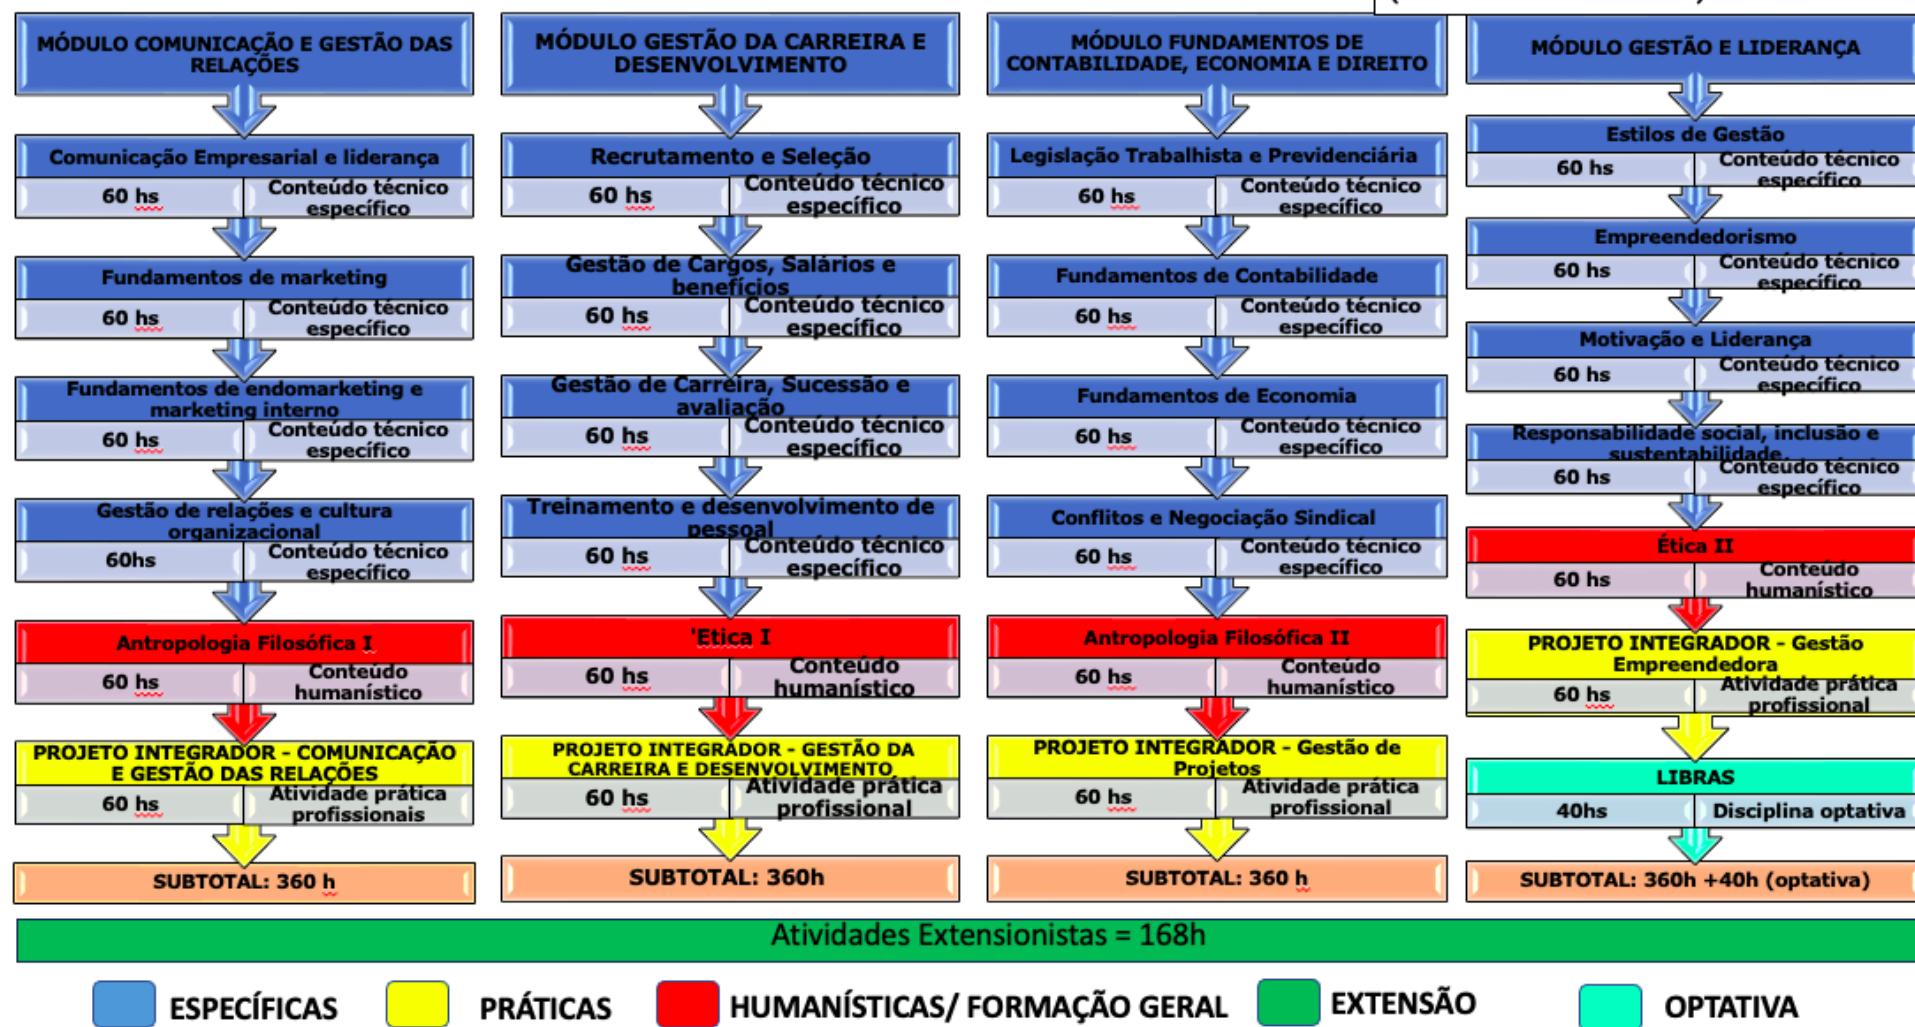 MÓDULO COMUNICAÇÃO E GESTÃO DAS
RELAÇÕES
Comunicação Empresarial e liderança
60 hs
Conteúdo técnico
específico
Fundamentos de marketing
60 hs
Conteúdo técnico
específico
Fundamentos de endomarketing e
marketing interno
60 hs
Conteúdo técnico
específico
Gestão de relações e cultura
organizacional
60hs
Conteúdo técnico
específico
Antropologia Filosófica I
60 hs
Conteúdo
humanístico
PROJETO INTEGRADOR - COMUNICAÇÃO
E GESTÃO DAS RELAÇÕES
60 hs
Atividade prática
profissionais
SUBTOTAL: 360 h
MÓDULO GESTÃO DA CARREIRA E
DESENVOLVIMENTO
Recrutamento e Seleção
60 hs
Conteúdo técnico
específico
Gestão de Cargos, Salários e
benefícios
60 hs
Conteúdo técnico
específico
Gestão de Carreira, Sucessão e
avaliação
60 hs
Conteúdo técnico
específico
Treinamento e desenvolvimento de
pessoal
60 hs
Conteúdo técnico
específico
'Etica I
60 hs
Conteúdo
humanístico
PROJETO INTEGRADOR - GESTÃO DA
CARREIRA E DESENVOLVIMENTO
60 hs
Atividade prática
profissional
SUBTOTAL: 360h
MÓDULO FUNDAMENTOS DE
CONTABILIDADE, ECONOMIA E DIREITO
Legislação Trabalhista e Previdenciária
60 hs
Conteúdo técnico
específico
Fundamentos de Contabilidade
60 hs
Conteúdo técnico
específico
Fundamentos de Economia
60 hs
Conteúdo técnico
específico
Conflitos e Negociação Sindical
60 hs
Conteúdo técnico
específico
Antropologia Filosófica II
60 hs
Conteúdo
humanístico
PROJETO INTEGRADOR - Gestão de
Projetos
60 hs
Atividade prática
profissional
SUBTOTAL: 360 h
MÓDULO GESTÃO E LIDERANÇA
Estilos de Gestão
60 hs
Conteúdo técnico
específico
Empreendedorismo
60 hs
Conteúdo técnico
específico
Motivação e Liderança
60 hs
Conteúdo técnico
específico
Responsabilidade social, inclusão e
sustentabilidade.
60 hs
Conteúdo técnico
específico
Ética II
60 hs
Conteúdo
humanístico
PROJETO INTEGRADOR - Gestão
Empreendedora
60 hs
Atividade prática
profissional
LIBRAS
40hs
Disciplina optativa
SUBTOTAL: 360h +40h (optativa)
Atividades Extensionistas = 168h
ESPECÍFICAS
PRÁTICAS
HUMANÍSTICAS/ FORMAÇÃO GERAL
EXTENSÃO
OPTATIVA